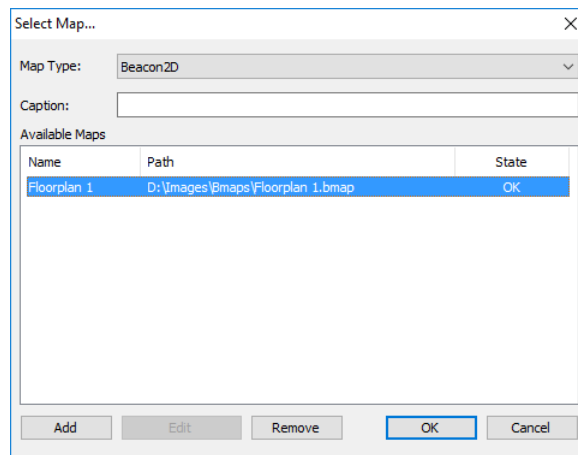 Select Map...
Map Type: Beacon2D
Caption:
Available Maps
Name Path State
Floorplan 1 D:\Images\Bmaps\Floorplan 1.bmap OK
Add Edit Remove OK Cancel